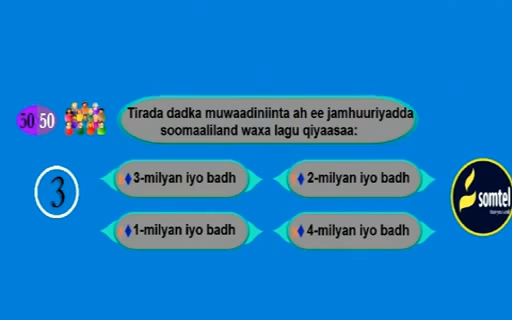 50 50
Tirada dadka muwaadiniinta ah ee jamhuuriyadda
soomaaliland waxa lagu qiyaasaa:
3
3-milyan iyo badh
2-milyan iyo badh
1-milyan iyo badh
4-milyan iyo badh
somtel